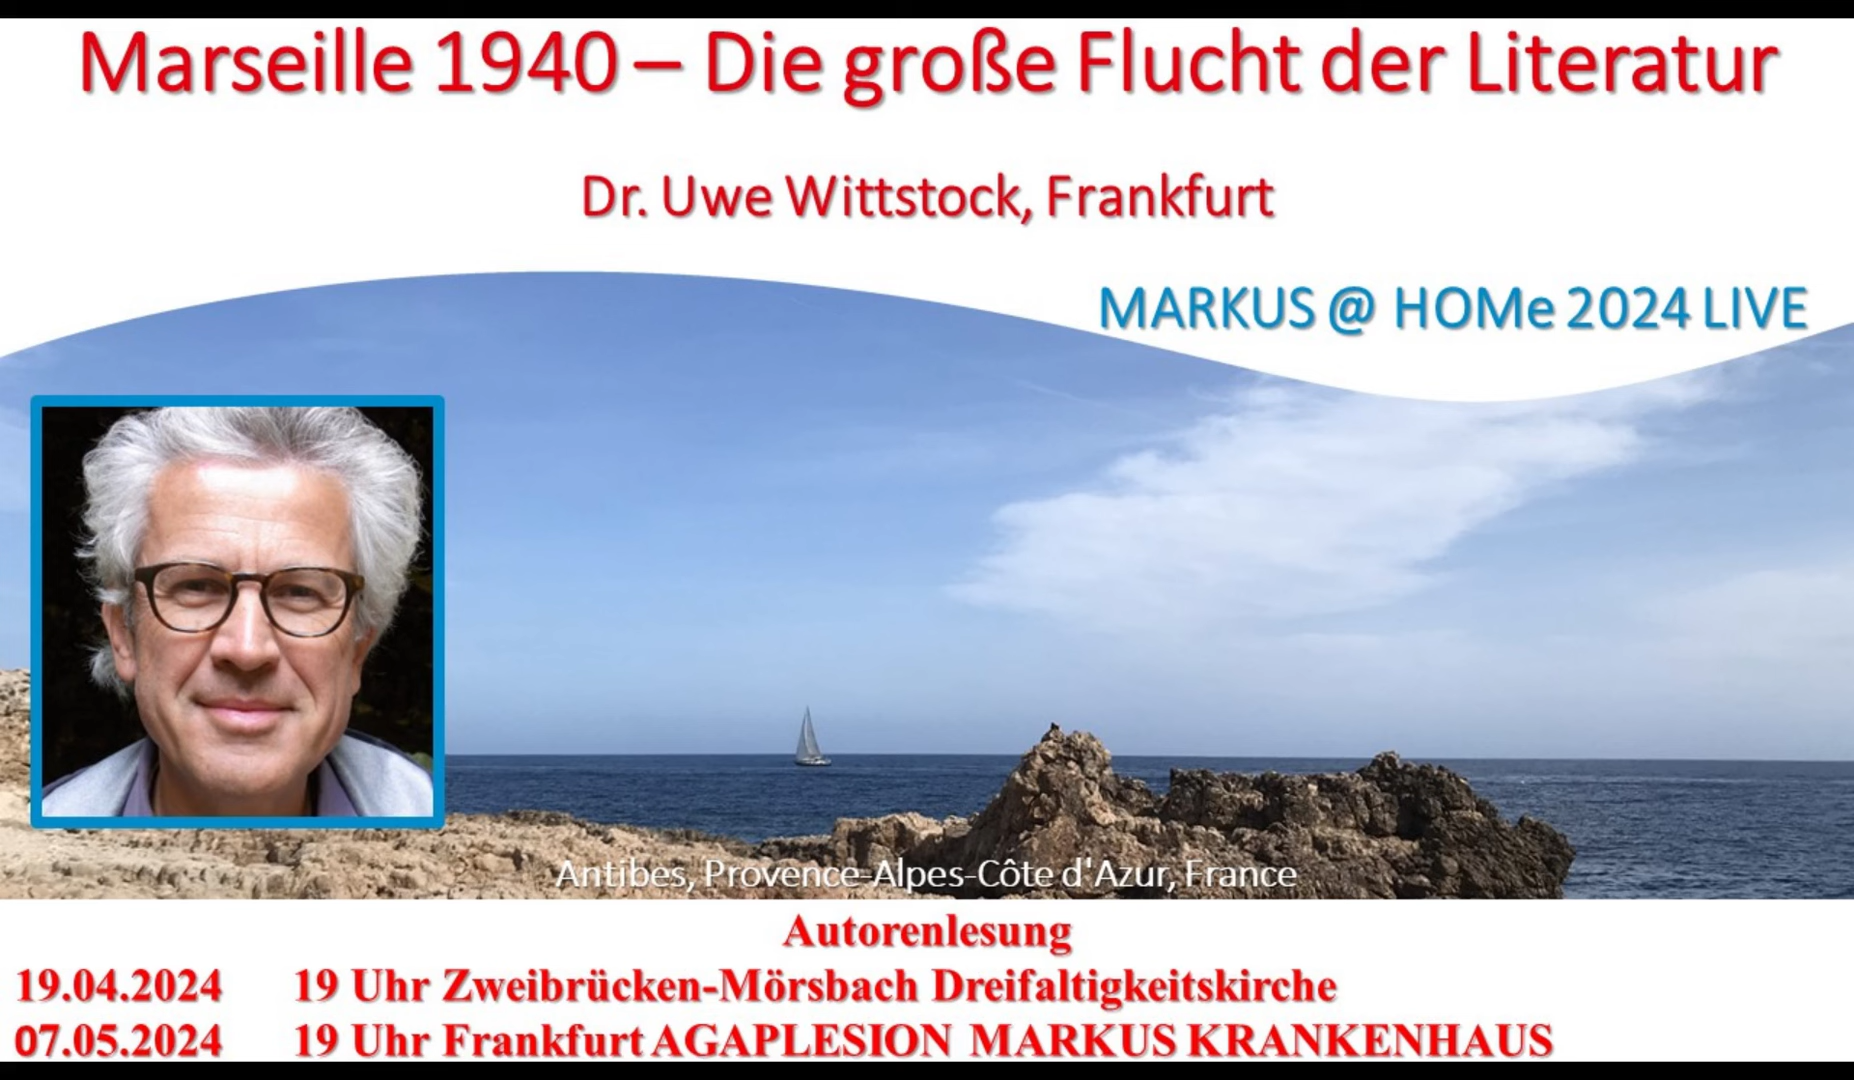 Marseille 1940 – Die große Flucht der Literatur
Dr. Uwe Wittstock, Frankfurt
MARKUS @ HOMe 2024 LIVE
Antibes, Provence-Alpes-Côte d'Azur, France
Autorenlesung
19.04.2024 19 Uhr Zweibrücken-Mörsbach Dreifaltigkeitskirche
07.05.2024 19 Uhr Frankfurt AGAPLESION MARKUS KRANKENHAUS